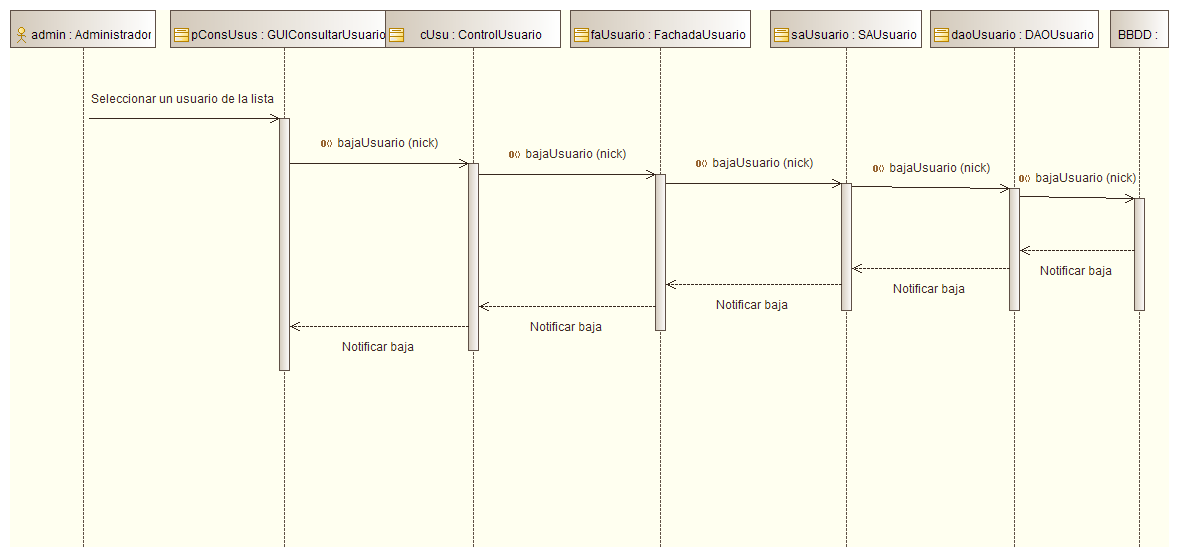 admin : Administrador
pConsUsus : GUIConsultarUsuario
cUsu : ControlUsuario
faUsuario : FachadaUsuario
saUsuario : SAUsuario
daoUsuario : DAOUsuario
BBDD :
Seleccionar un usuario de la lista
bajaUsuario (nick)
bajaUsuario (nick)
bajaUsuario (nick)
bajaUsuario (nick)
bajaUsuario (nick)
Notificar baja
Notificar baja
Notificar baja
Notificar baja
Notificar baja